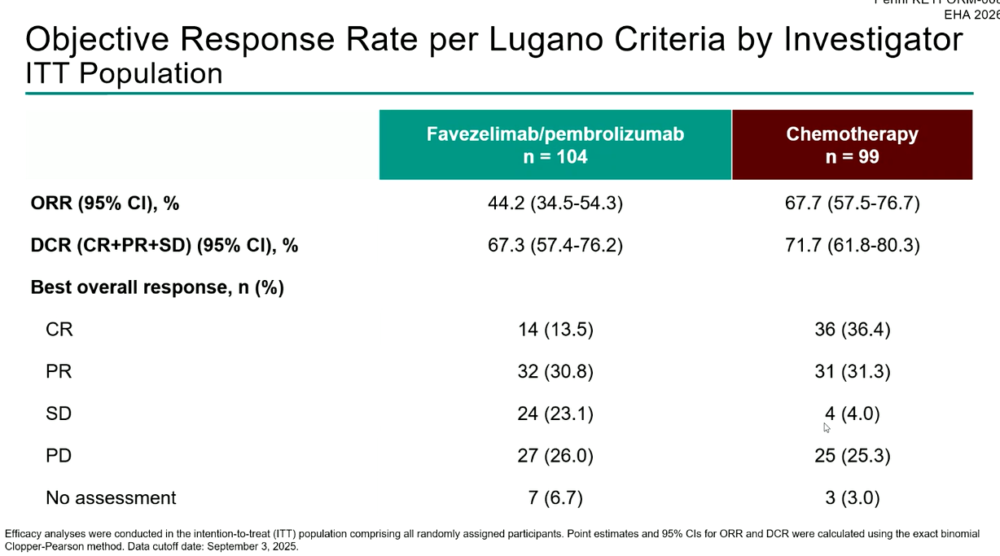 EHA 2026
Objective Response Rate per Lugano Criteria by Investigator
ITT Population
Favezelimab/pembrolizumab
n = 104
Chemotherapy
n = 99
ORR (95% CI), % 44.2 (34.5-54.3) 67.7 (57.5-76.7)
DCR (CR+PR+SD) (95% CI), % 67.3 (57.4-76.2) 71.7 (61.8-80.3)
Best overall response, n (%)
CR 14 (13.5) 36 (36.4)
PR 32 (30.8) 31 (31.3)
SD 24 (23.1) 4 (4.0)
PD 27 (26.0) 25 (25.3)
No assessment 7 (6.7) 3 (3.0)
Efficacy analyses were conducted in the intention-to-treat (ITT) population comprising all randomly assigned participants. Point estimates and 95% CIs for ORR and DCR were calculated using the exact binomial
Clopper-Pearson method. Data cutoff date: September 3, 2025.